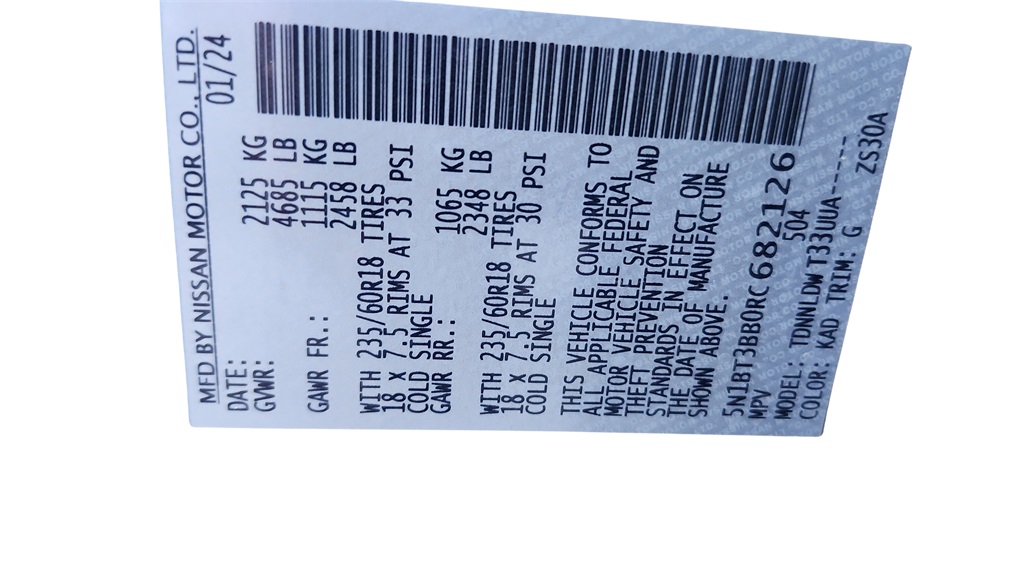 MFD BY NISSAN MOTOR CO., LTD.
DATE: 01/24
GVWR: 2125 KG
4685 LB
GAWR FR.: 1115 KG
2458 LB
WITH 235/60R18 TIRES
18 X 7.5 RIMS AT 33 PSI
COLD SINGLE
GAWR RR.: 1065 KG
2348 LB
WITH 235/60R18 TIRES
18 X 7.5 RIMS AT 30 PSI
COLD SINGLE
THIS VEHICLE CONFORMS TO
ALL APPLICABLE FEDERAL
MOTOR VEHICLE SAFETY AND
THEFT PREVENTION
STANDARDS IN EFFECT ON
THE DATE OF MANUFACTURE
SHOWN ABOVE.
5N1BT3BB0RC682126
MPV 504
MODEL: TDNNLDWT33UUA-----
COLOR: KAD TRIM: G ZS30A